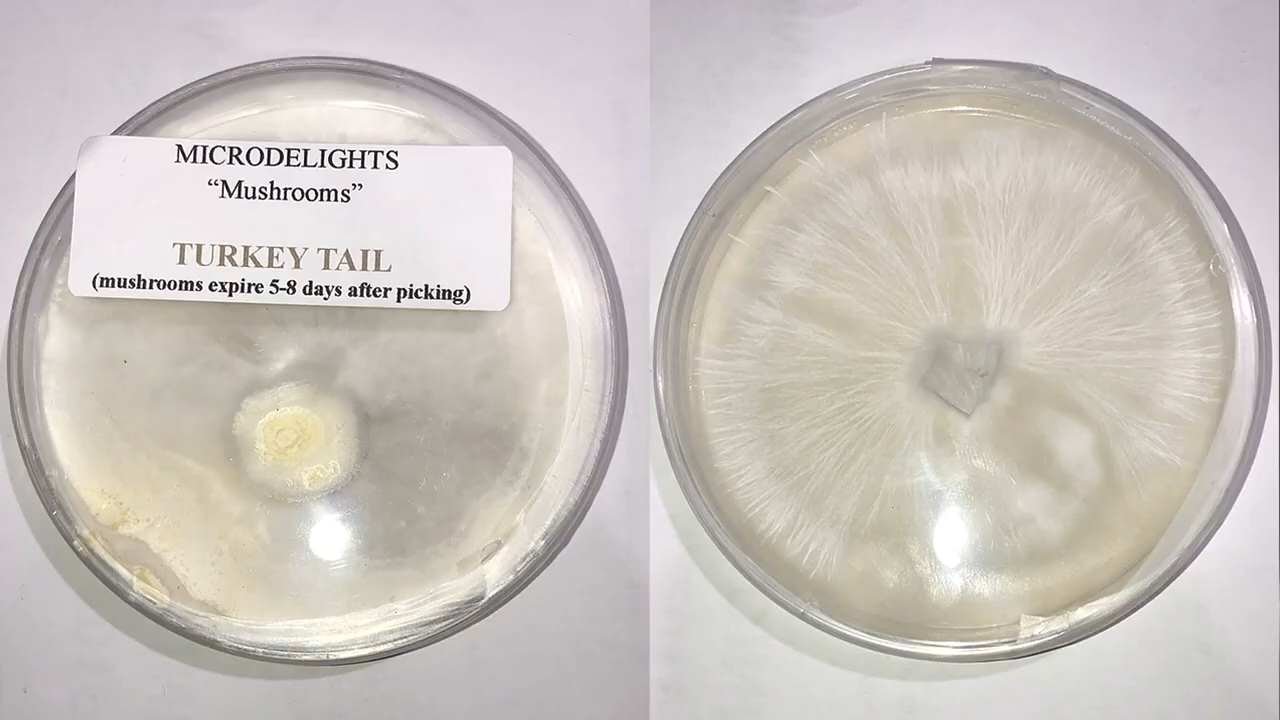 MICRODELIGHTS
“Mushrooms”
TURKEY TAIL
(mushrooms expire 5-8 days after picking)